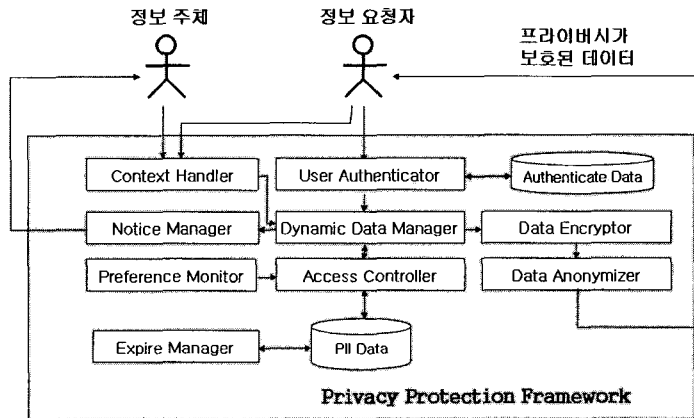 정보 주체
정보 요청자
프라이버시가
보호된 데이터
Context Handler
User Authenticator
Authenticate Data
Notice Manager
Dynamic Data Manager
Data Encryptor
Preference Monitor
Access Controller
Data Anonymizer
Expire Manager
PII Data
Privacy Protection Framework